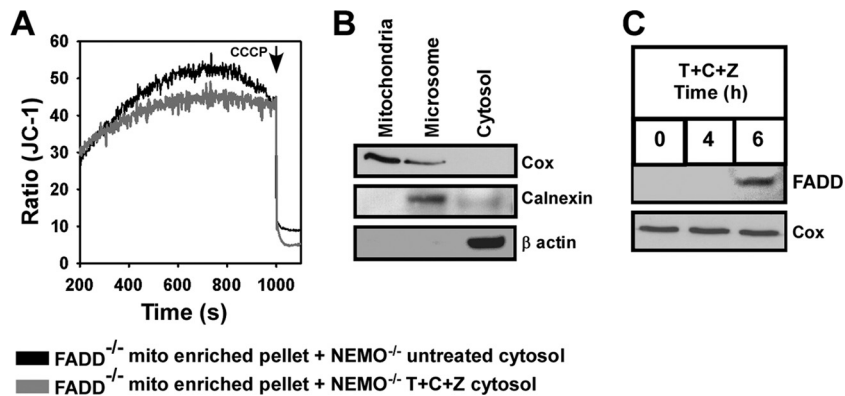 A
CCCP
60
50
40
30
20
10
0
Ratio (JC-1)
200 400 600 800 1000
Time (s)
B
Mitochondria
Microsome
Cytosol
Cox
Calnexin
β actin
C
T+C+Z
Time (h)
0 4 6
FADD
Cox
FADD-/- mito enriched pellet + NEMO-/- untreated cytosol
FADD-/- mito enriched pellet + NEMO-/- T+C+Z cytosol